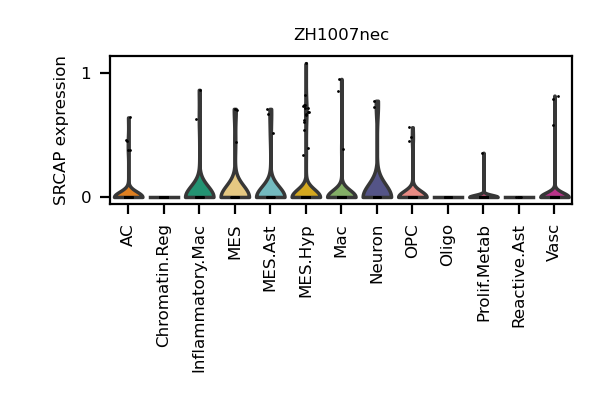 ZH1007nec
SRCAP expression
1
0
AC
Chromatin.Reg
Inflammatory.Mac
MES
MES.Ast
MES.Hyp
Mac
Neuron
OPC
Oligo
Prolif.Metab
Reactive.Ast
Vasc